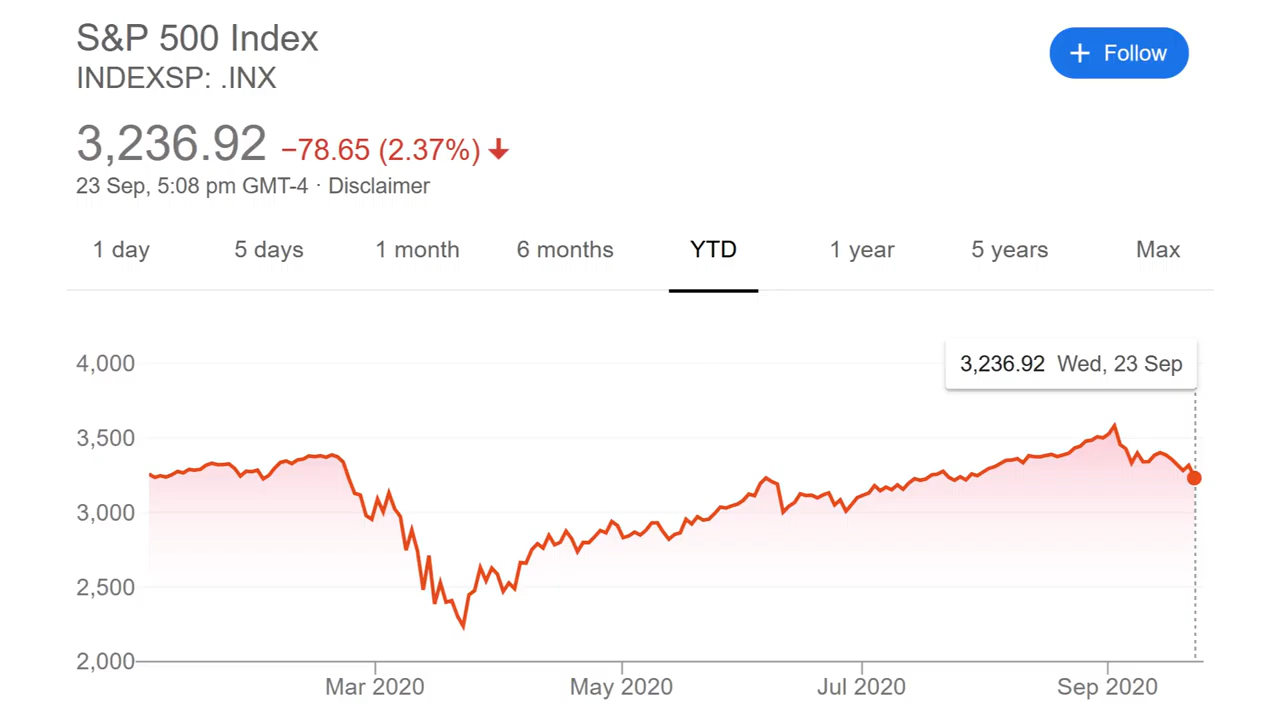 S&P 500 Index
INDEXSP: .INX
+ Follow
3,236.92 −78.65 (2.37%)
23 Sep, 5:08 pm GMT-4 · Disclaimer
1 day 5 days 1 month 6 months YTD 1 year 5 years Max
4,000
3,236.92 Wed, 23 Sep
3,500
3,000
2,500
2,000
Mar 2020 May 2020 Jul 2020 Sep 2020